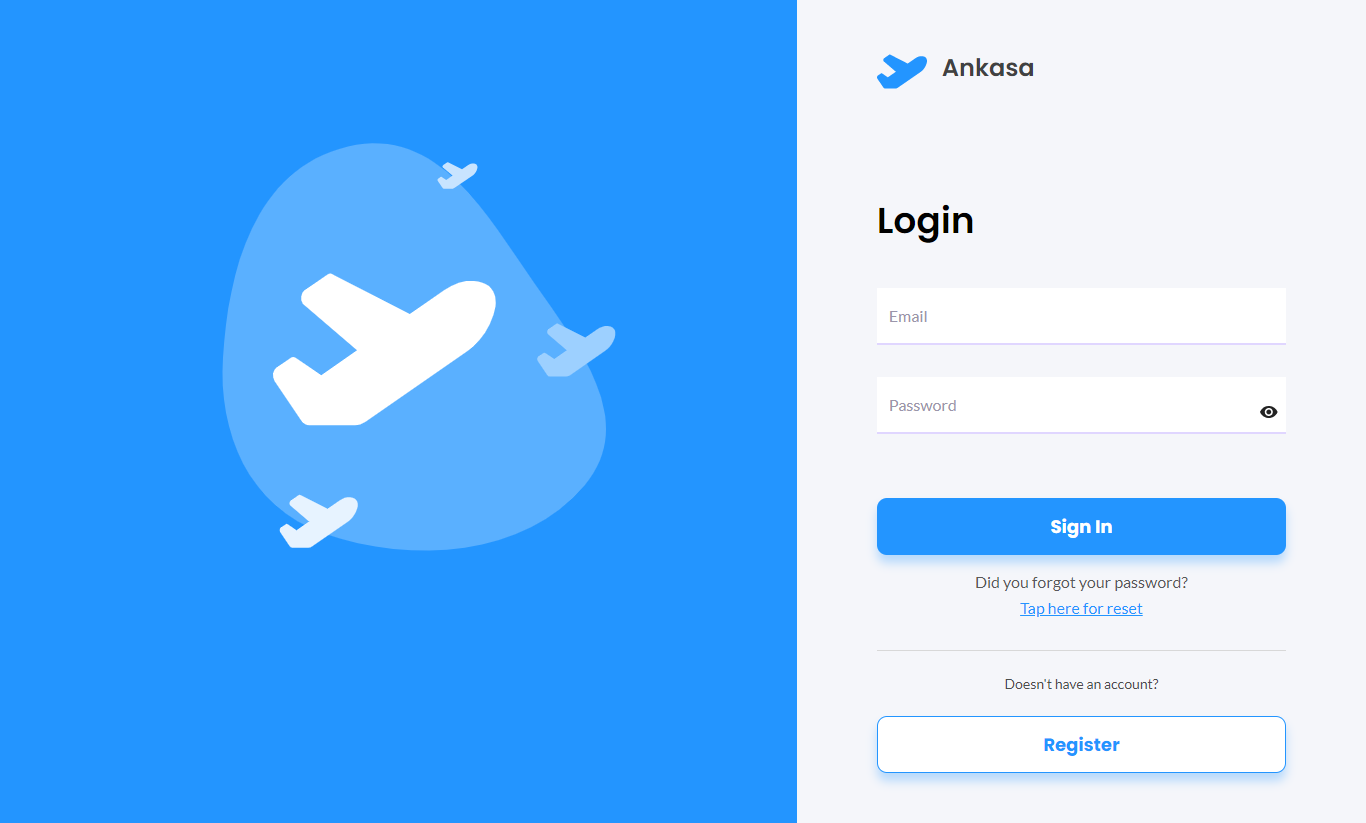 Ankasa
Login
Email
Password
Sign In
Did you forgot your password?
Tap here for reset
Doesn't have an account?
Register